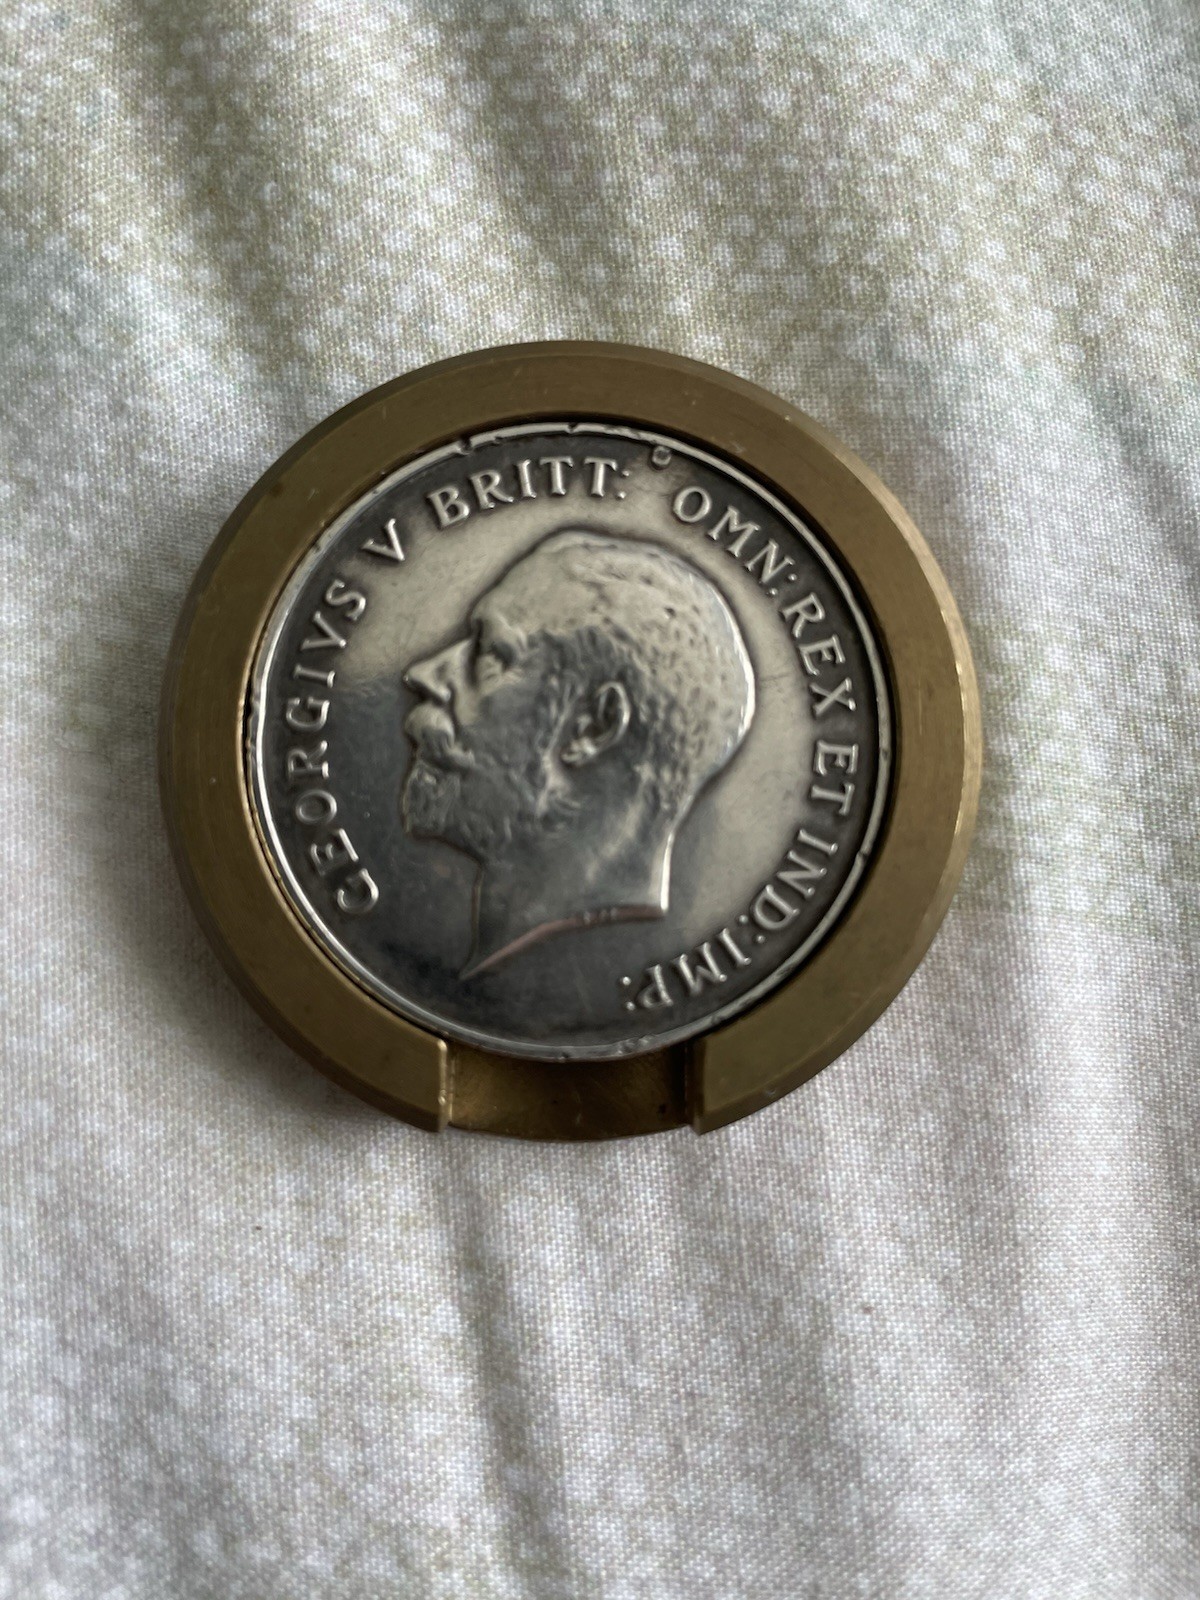 GEORGIVS V BRITT: OMN: REX ET IND: IMP: